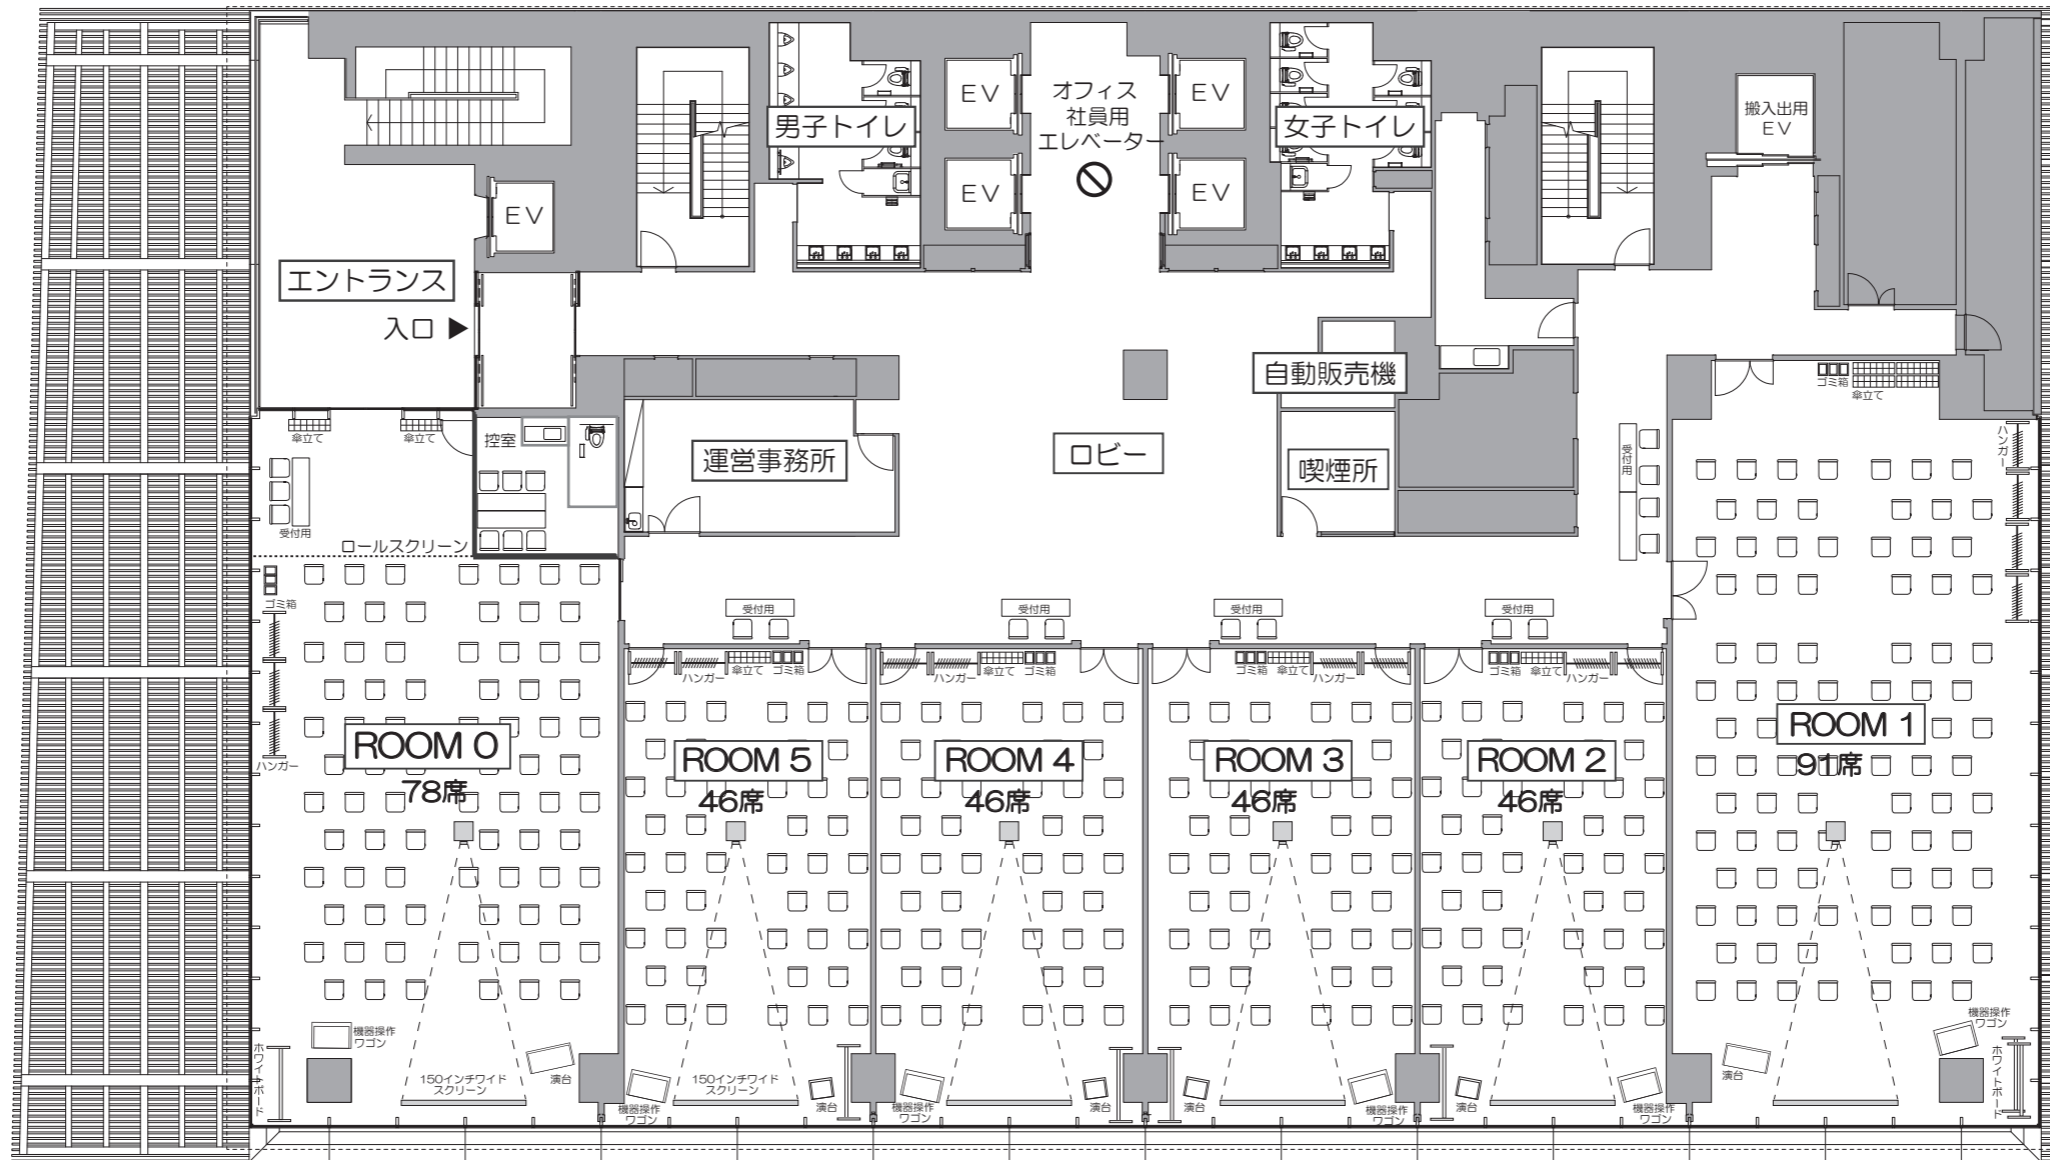 EV
オフィス
社員用
エレベーター
EV
搬入出用
EV
男子トイレ
女子トイレ
EV
EV
EV
エントランス
入口 ▶
自動販売機
ゴミ箱
傘立て
傘立て
傘立て
控室
運営事務所
ロビー
喫煙所
受付用
ハンガー
受付用
ロールスクリーン
ゴミ箱
受付用
受付用
受付用
受付用
ハンガー
傘立て
ゴミ箱
ハンガー
傘立て
ゴミ箱
ゴミ箱
傘立て
ハンガー
ゴミ箱
傘立て
ハンガー
ハンガー
ROOM 0
78席
ROOM 5
46席
ROOM 4
46席
ROOM 3
46席
ROOM 2
46席
ROOM 1
91席
機器操作
ワゴン
ホワイトボード
150インチワイド
スクリーン
演台
機器操作
ワゴン
150インチワイド
スクリーン
演台
機器操作
ワゴン
演台
演台
機器操作
ワゴン
演台
機器操作
ワゴン
演台
機器操作
ワゴン
ホワイトボード